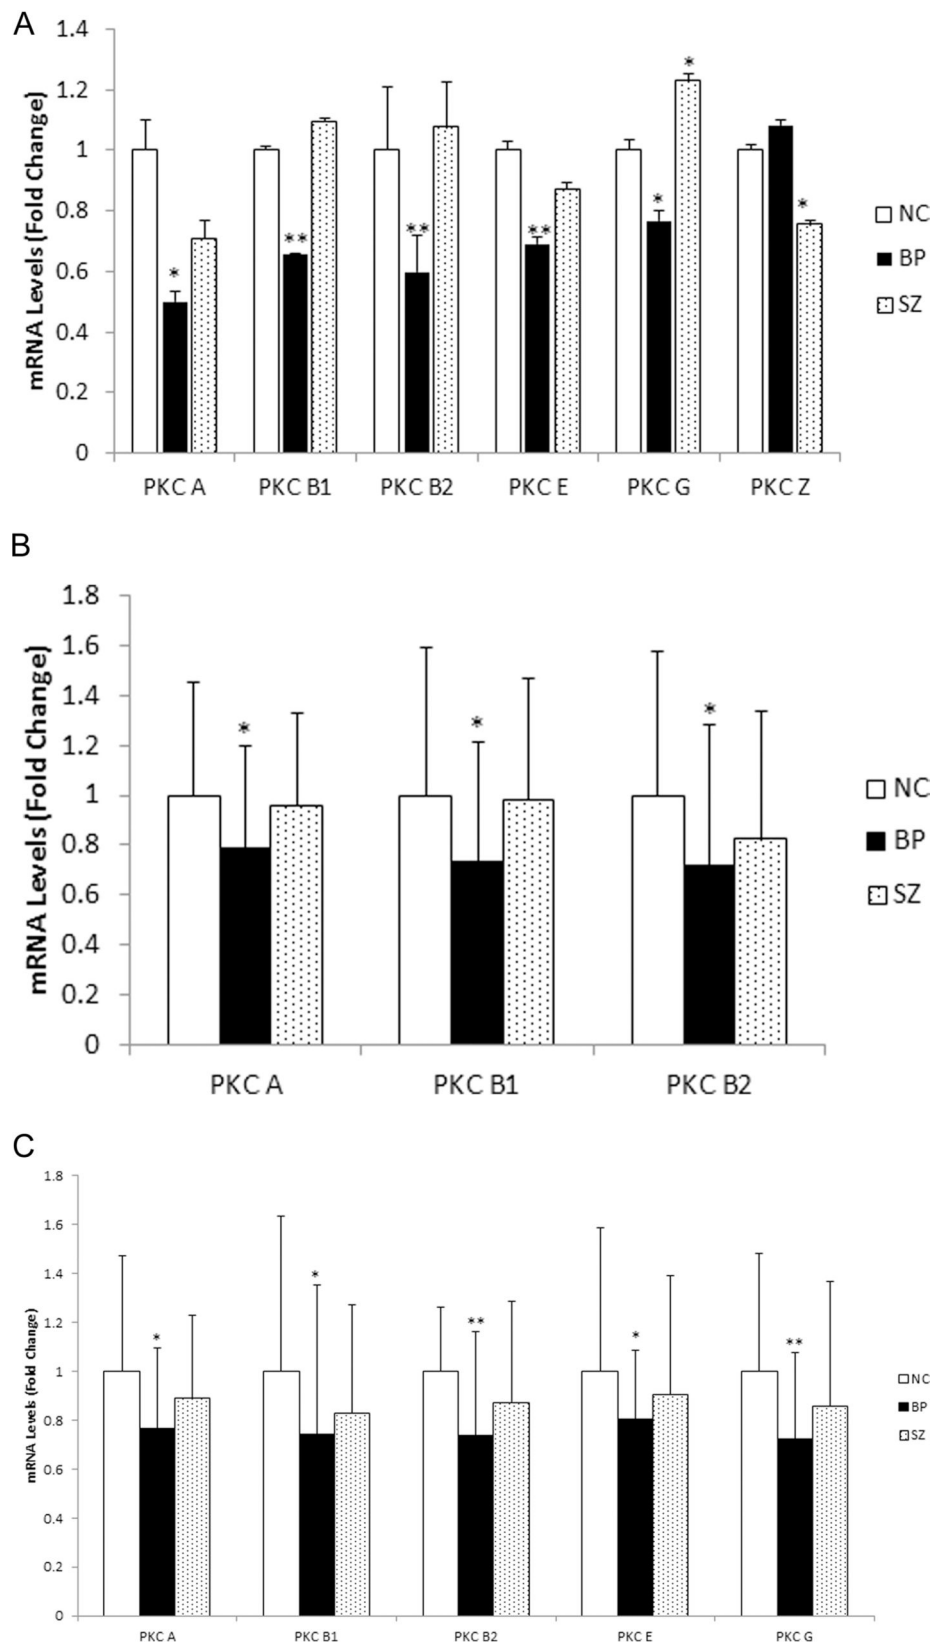 A
mRNA Levels (Fold Change)
1.4
1.2
1
0.8
0.6
0.4
0.2
0
*
**
**
**
*
*
*
PKC A PKC B1 PKC B2 PKC E PKC G PKC Z
NC
BP
SZ
B
mRNA Levels (Fold Change)
1.8
1.6
1.4
1.2
1
0.8
0.6
0.4
0.2
0
*
*
*
PKC A PKC B1 PKC B2
NC
BP
SZ
C
mRNA Levels (Fold Change)
1.8
1.6
1.4
1.2
1
0.8
0.6
0.4
0.2
0
*
*
**
*
**
PKC A PKC B1 PKC B2 PKC E PKC G
NC
BP
SZ